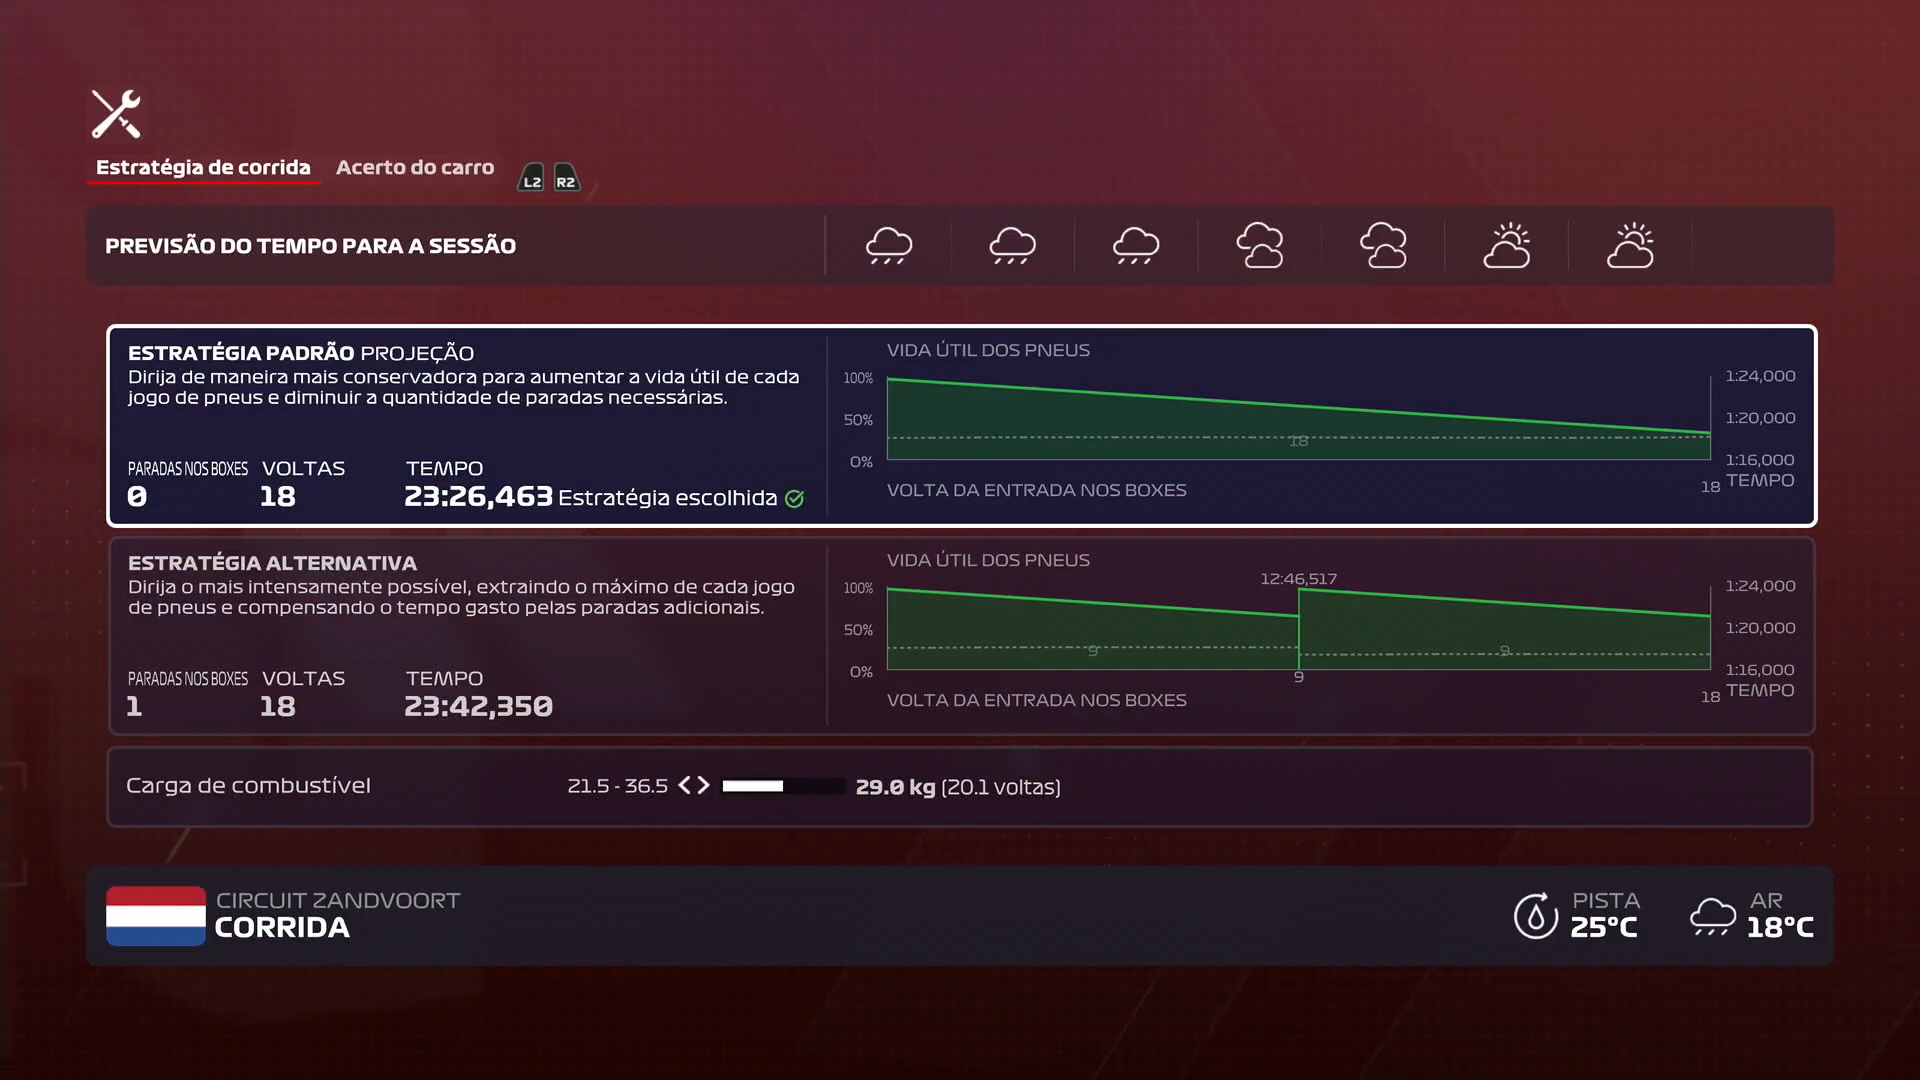 Estratégia de corrida Acerto do carro L2 R2
PREVISÃO DO TEMPO PARA A SESSÃO
ESTRATÉGIA PADRÃO PROJEÇÃO
Dirija de maneira mais conservadora para aumentar a vida útil de cada
jogo de pneus e diminuir a quantidade de paradas necessárias.
PARADAS NOS BOXES VOLTAS TEMPO
0 18 23:26,463 Estratégia escolhida
VIDA ÚTIL DOS PNEUS
100% 1:24,000
50% 1:20,000
18
0% 1:16,000
VOLTA DA ENTRADA NOS BOXES 18 TEMPO
ESTRATÉGIA ALTERNATIVA
Dirija o mais intensamente possível, extraindo o máximo de cada jogo
de pneus e compensando o tempo gasto pelas paradas adicionais.
PARADAS NOS BOXES VOLTAS TEMPO
1 18 23:42,350
VIDA ÚTIL DOS PNEUS
12:46,517
100% 1:24,000
50% 1:20,000
9 9
0% 1:16,000
9
VOLTA DA ENTRADA NOS BOXES 18 TEMPO
Carga de combustível 21.5 - 36.5 29.0 kg (20.1 voltas)
CIRCUIT ZANDVOORT
CORRIDA
PISTA AR
25°C 18°C